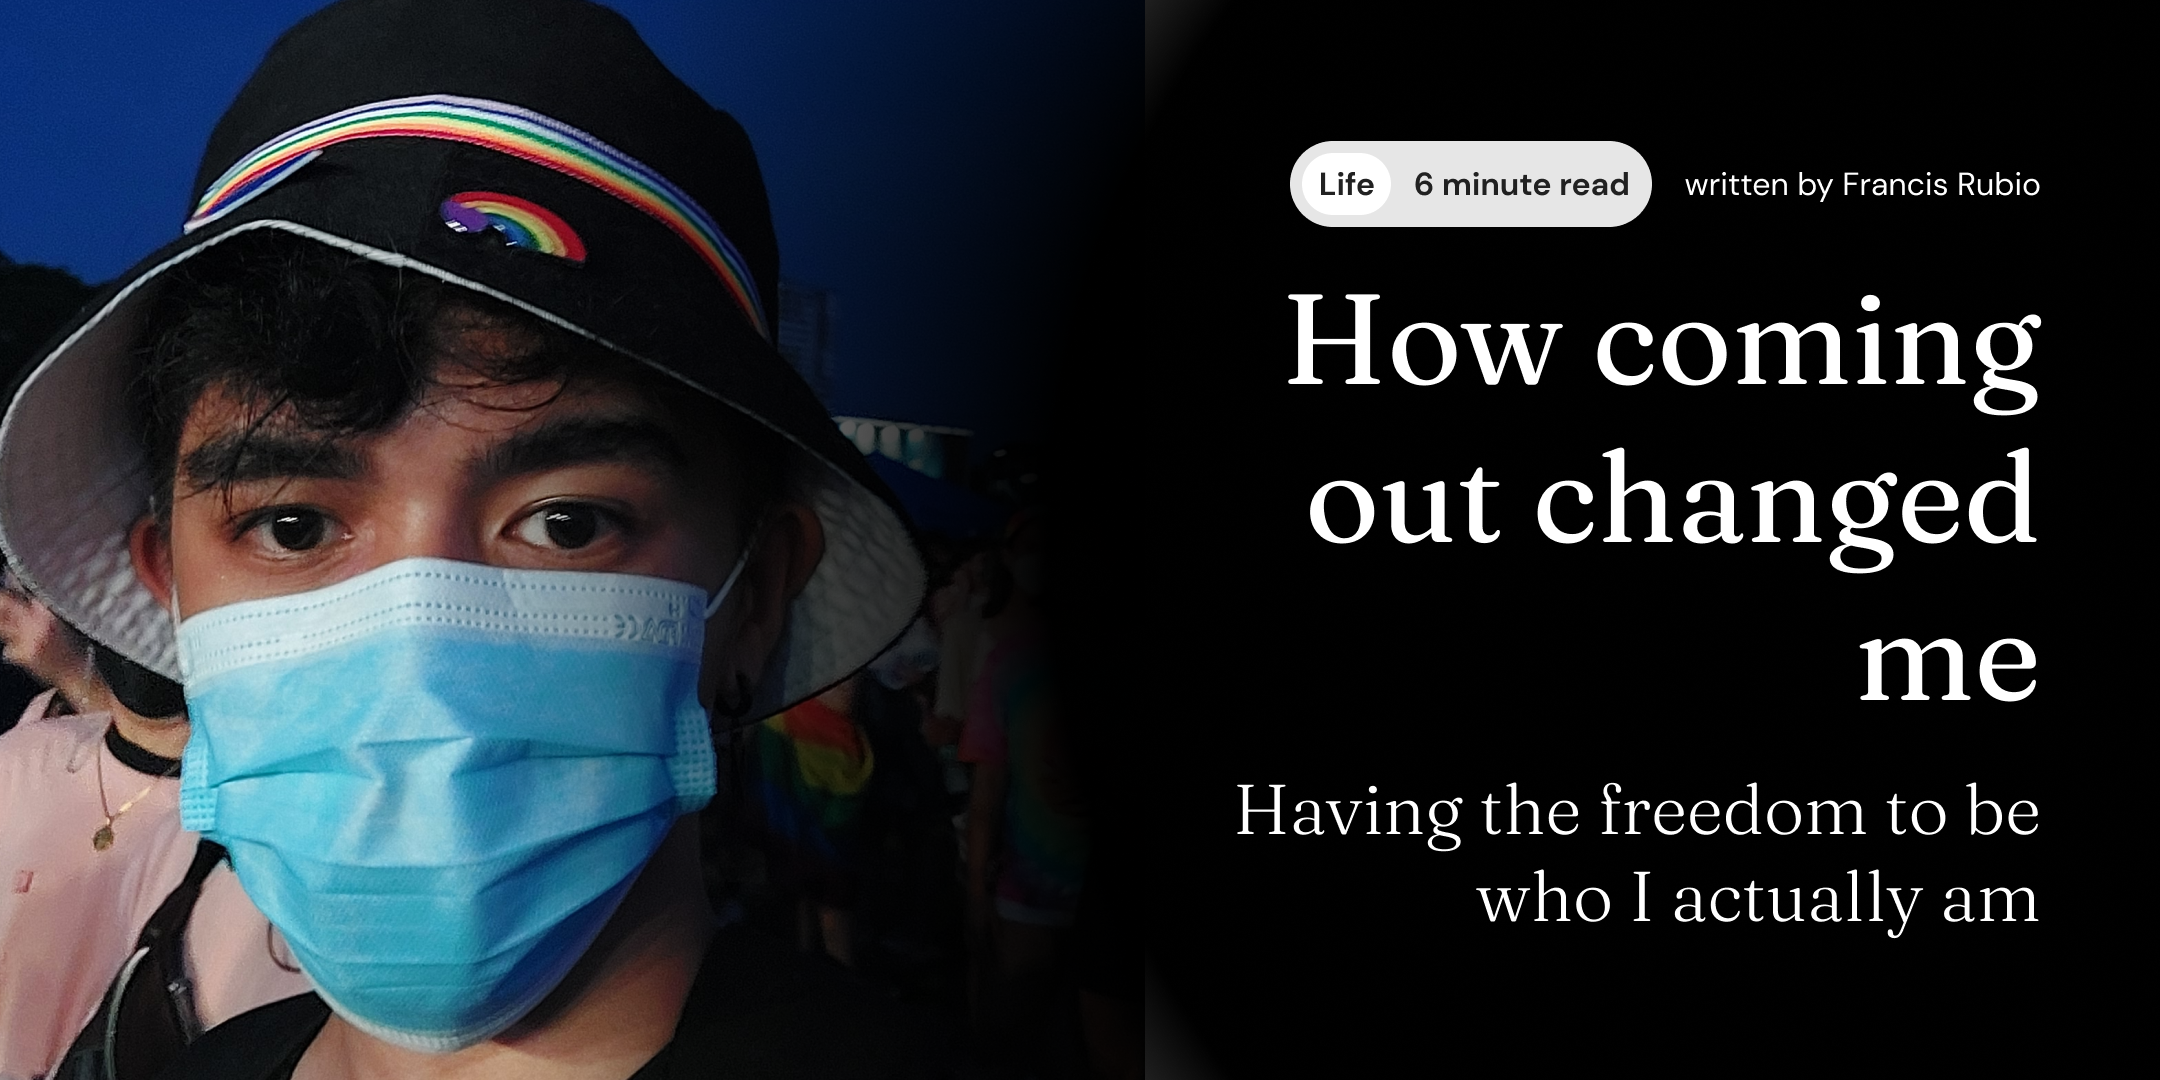 Life 6 minute read written by Francis Rubio
How coming
out changed
me
Having the freedom to be
who I actually am